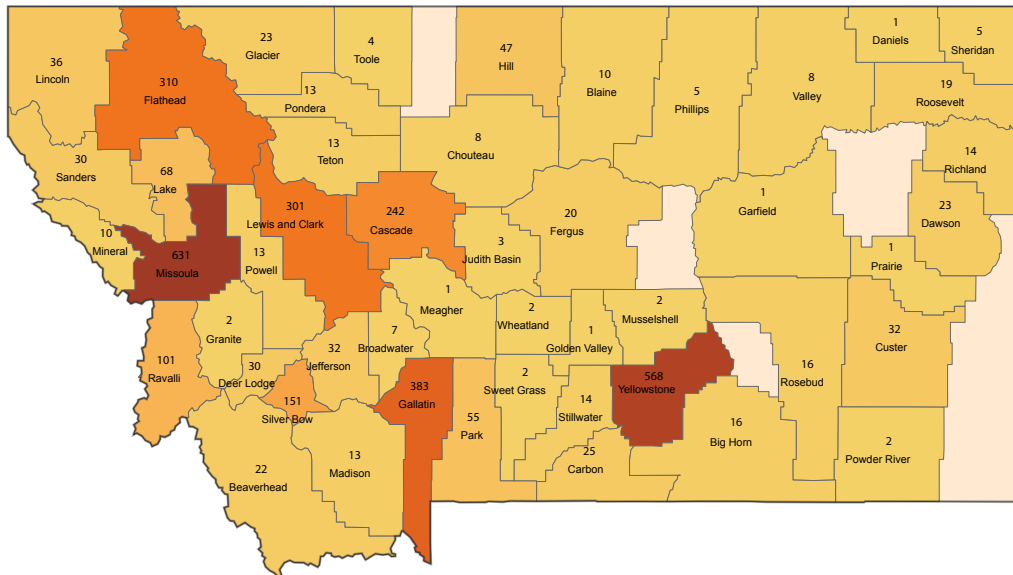 36
Lincoln
310
Flathead
23
Glacier
4
Toole
47
Hill
10
Blaine
5
Phillips
8
Valley
1
Daniels
5
Sheridan
19
Roosevelt
13
Pondera
13
Teton
8
Chouteau
30
Sanders
68
Lake
14
Richland
301
Lewis and Clark
242
Cascade
3
Judith Basin
20
Fergus
1
Garfield
23
Dawson
10
Mineral
631
Missoula
13
Powell
1
Prairie
1
Meagher
2
Wheatland
1
Golden Valley
2
Musselshell
2
Granite
7
Broadwater
32
Jefferson
32
Custer
101
Ravalli
30
Deer Lodge
151
Silver Bow
383
Gallatin
55
Park
2
Sweet Grass
14
Stillwater
568
Yellowstone
16
Rosebud
16
Big Horn
25
Carbon
2
Powder River
22
Beaverhead
13
Madison